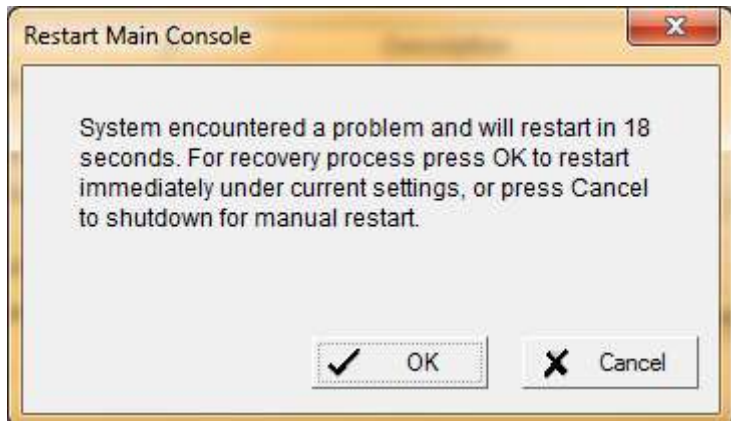 Restart Main Console
System encountered a problem and will restart in 18
seconds. For recovery process press OK to restart
immediately under current settings, or press Cancel
to shutdown for manual restart.
OK
Cancel